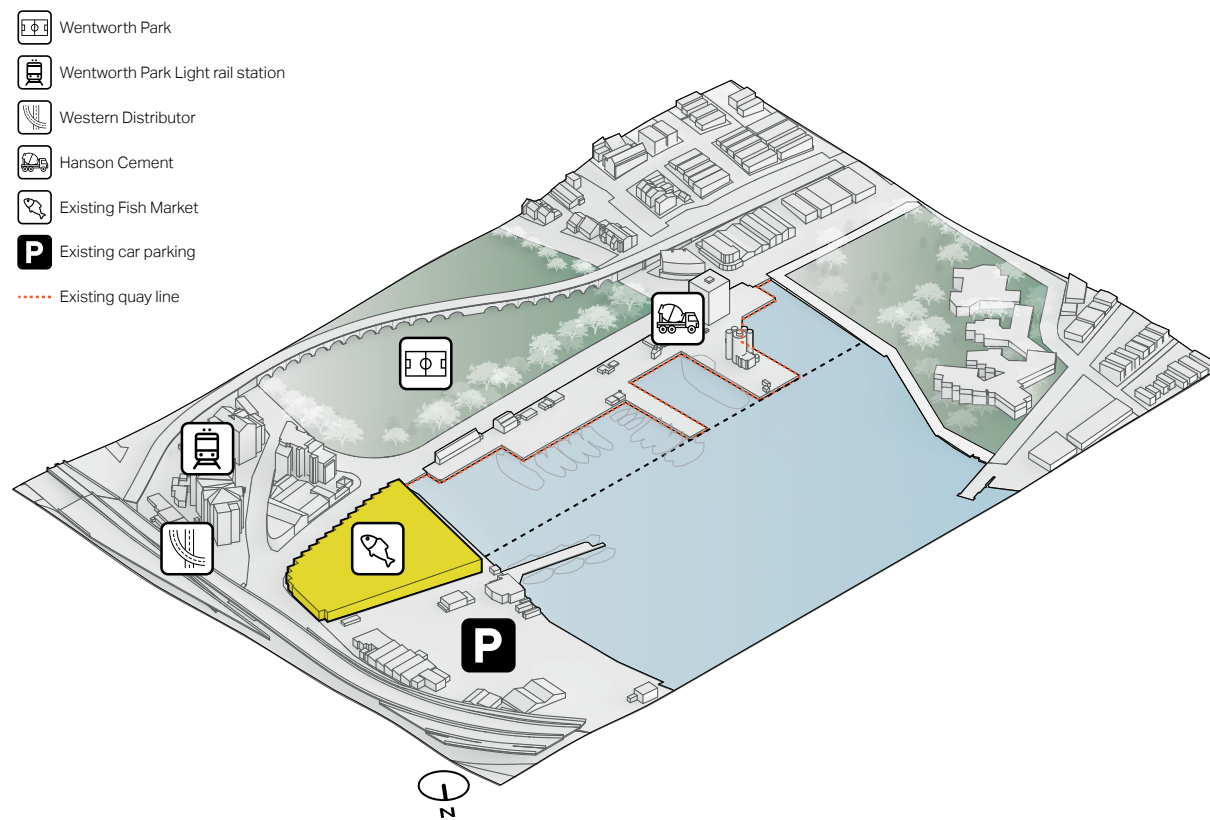 Wentworth Park
Wentworth Park Light rail station
Western Distributor
Hanson Cement
Existing Fish Market
P Existing car parking
Existing quay line
P
N